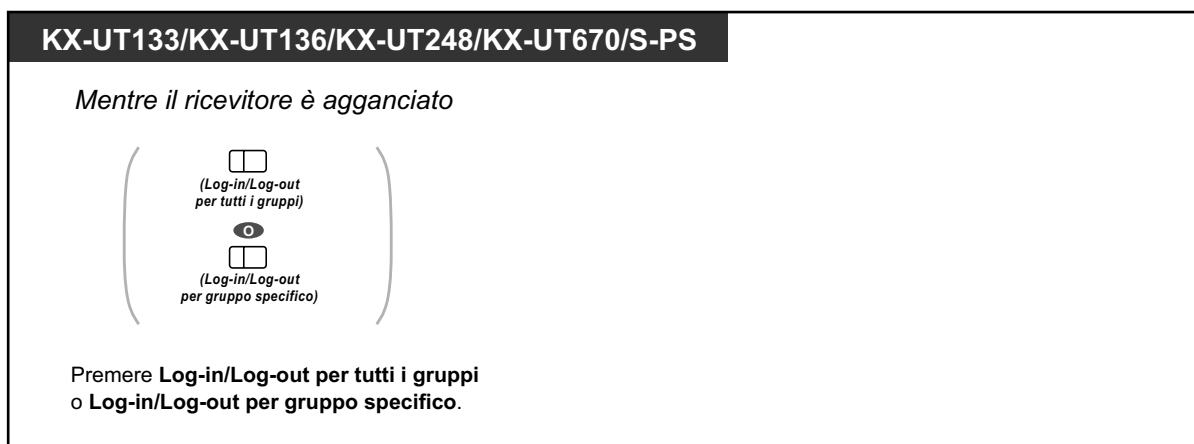 KX-UT133/KX-UT136/KX-UT248/KX-UT670/S-PS
Mentre il ricevitore è agganciato
(Log-in/Log-out
per tutti i gruppi)
O
(Log-in/Log-out
per gruppo specifico)
Premere Log-in/Log-out per tutti i gruppi
o Log-in/Log-out per gruppo specifico.